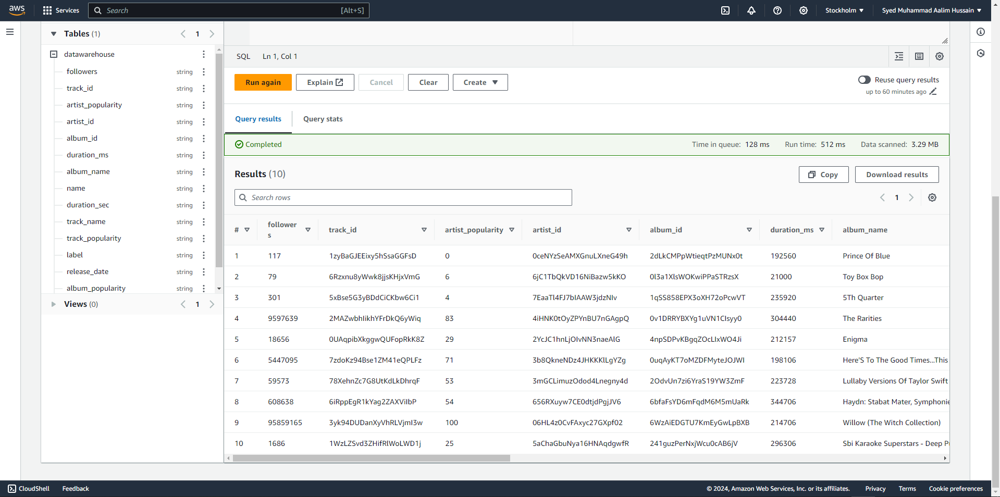 aws Services Search [Alt+S] Stockholm Syed Muhammad Aalim Hussain
Tables (1) 1
datawarehouse
followers string
track_id string
artist_popularity string
artist_id string
album_id string
duration_ms string
album_name string
name string
duration_sec string
track_name string
track_popularity string
label string
release_date string
album_popularity string
Views (0) 1
SQL Ln 1, Col 1
Run again Explain Cancel Clear Create
Reuse query results
up to 60 minutes ago
Query results Query stats
Completed Time in queue: 128 ms Run time: 512 ms Data scanned: 3.29 MB
Results (10) Copy Download results
Search rows 1
# followers track_id artist_popularity artist_id album_id duration_ms album_name
1 117 1zyBaGJEEixy5hSsaGGFsD 0 0ceNYzSeAMXGnuLXneG49h 2dLkCMPpWtieqtPzMUNx0t 192560 Prince Of Blue
2 79 6Rzxnu8yWwk8jjsKHjxVmG 6 6jC1TbQkVD16NiBazw5kKO 0l3a1XlsWOKwiPPaSTRzsX 21000 Toy Box Bop
3 301 5xBse5G3yBDdCiCKbw6Ci1 4 7EaaTl4FJ7bIAAW3jdzNIv 1qSS858EPX3oXH72oPcwVT 235920 5Th Quarter
4 9597639 2MAZwbhIikhYFrDkQ6yWiq 83 4iHNK0tOyZPYnBU7nGAgpQ 0v1DRRYBXYg1uVN1CIsyy0 304440 The Rarities
5 18656 0UAqpibXkggwQUFopRkK8Z 29 2YcJC1hnLjOIvNN3naeAlG 4npSDPvKBgqZOcLIxWO4Ji 212157 Enigma
6 5447095 7zdoKz94Bse1ZM41eQPLFz 71 3b8QkneNDz4JHKKKlLgYZg 0uqAyKT7oMZDFMyteJOJWI 198106 Here'S To The Good Times...This
7 59573 78XehnZc7G8UtKdLkDhrqF 53 3mGCLimuzOdod4Lnegny4d 2OdvUn7zi6YraS19YW3ZmF 223728 Lullaby Versions Of Taylor Swift
8 608638 6iRppEgR1kYag2ZAXViIbP 54 656RXuyw7CE0dtjdPgjJV6 6bfaFsYD6mFqdM6M5mUaRk 344706 Haydn: Stabat Mater, Symphonie
9 95859165 3yk94DUDanXyVhRLVjmI3w 100 06HL4z0CvFAxyc27GXpf02 6WzAiEDGTU7KmEyGwLpBXB 214706 Willow (The Witch Collection)
10 1686 1WzLZSvd3ZHifRlWoLWD1j 25 5aChaGbuNya16HNAqdgwfR 241guzPerNxjWcu0cAB6jV 296306 Sbi Karaoke Superstars - Deep P
CloudShell Feedback © 2024, Amazon Web Services, Inc. or its affiliates. Privacy Terms Cookie preferences